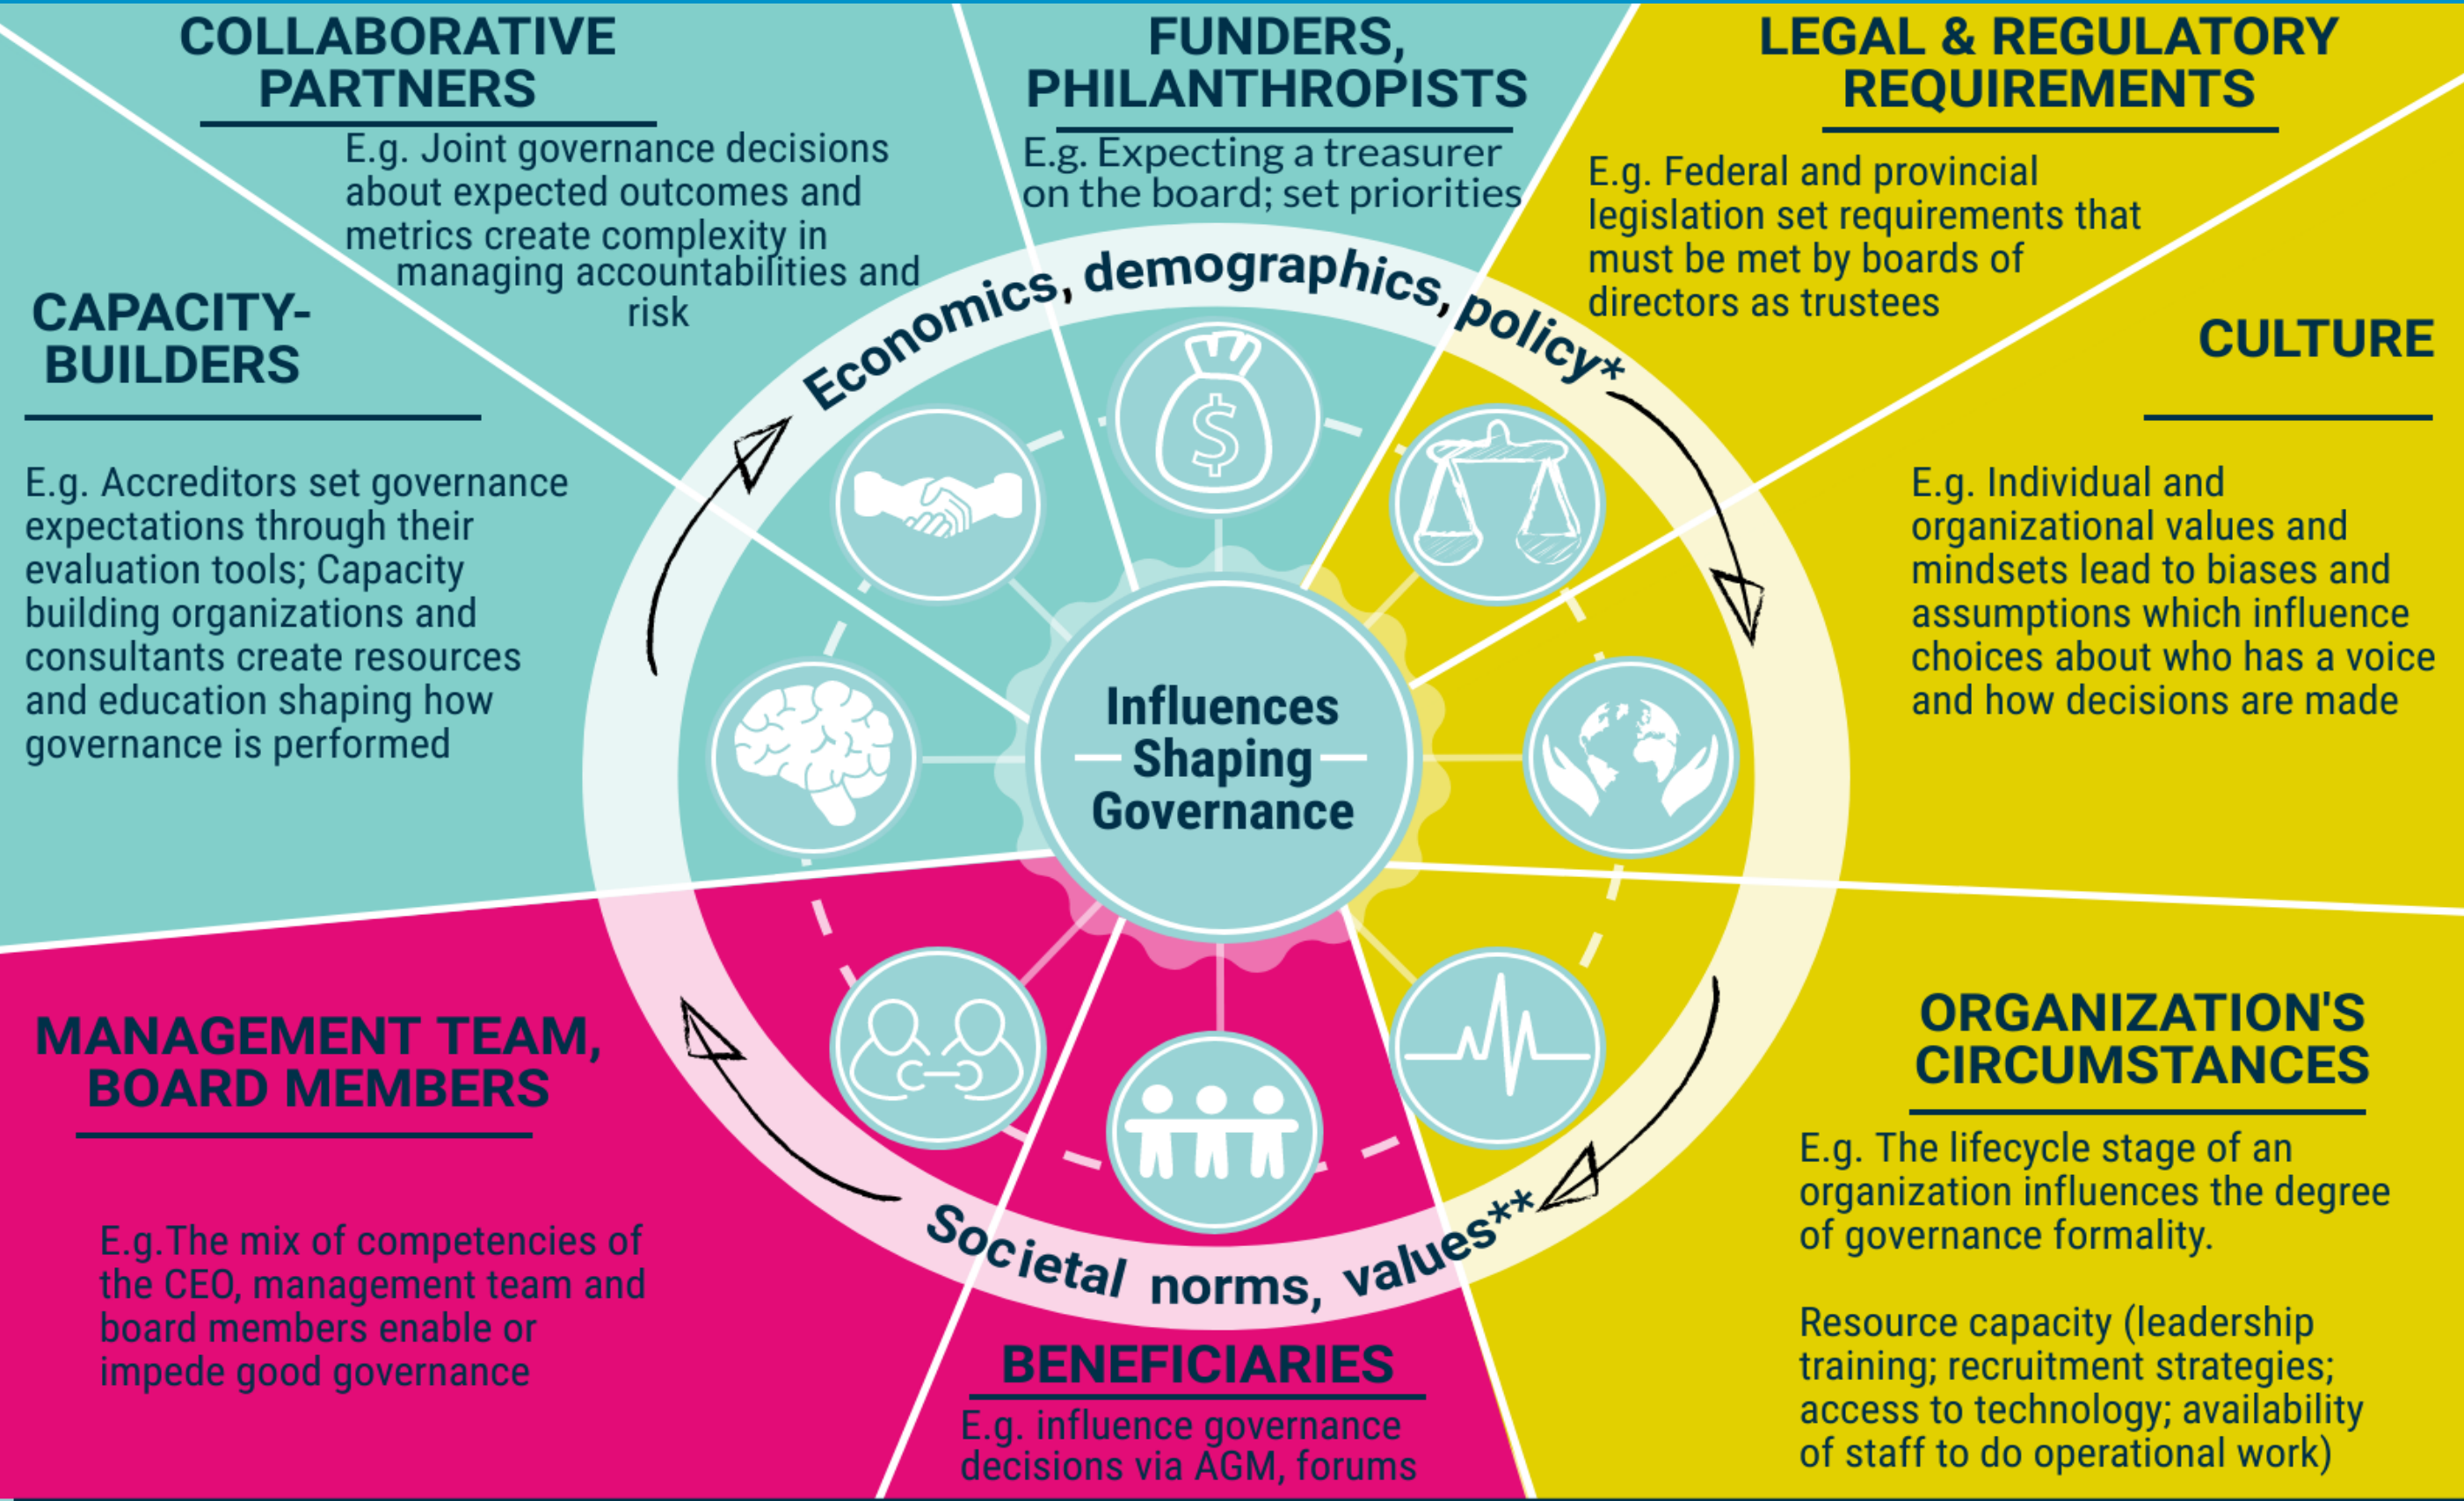 COLLABORATIVE
PARTNERS
E.g. Joint governance decisions
about expected outcomes and
metrics create complexity in
managing accountabilities and
risk
FUNDERS,
PHILANTHROPISTS
E.g. Expecting a treasurer
on the board; set priorities
LEGAL & REGULATORY
REQUIREMENTS
E.g. Federal and provincial
legislation set requirements that
must be met by boards of
directors as trustees
CAPACITY-
BUILDERS
E.g. Accreditors set governance
expectations through their
evaluation tools; Capacity
building organizations and
consultants create resources
and education shaping how
governance is performed
CULTURE
E.g. Individual and
organizational values and
mindsets lead to biases and
assumptions which influence
choices about who has a voice
and how decisions are made
Economics, demographics, policy*
$
Influences
Shaping
Governance
Societal norms, values**
MANAGEMENT TEAM,
BOARD MEMBERS
E.g.The mix of competencies of
the CEO, management team and
board members enable or
impede good governance
BENEFICIARIES
E.g. influence governance
decisions via AGM, forums
ORGANIZATION'S
CIRCUMSTANCES
E.g. The lifecycle stage of an
organization influences the degree
of governance formality.
Resource capacity (leadership
training; recruitment strategies;
access to technology; availability
of staff to do operational work)